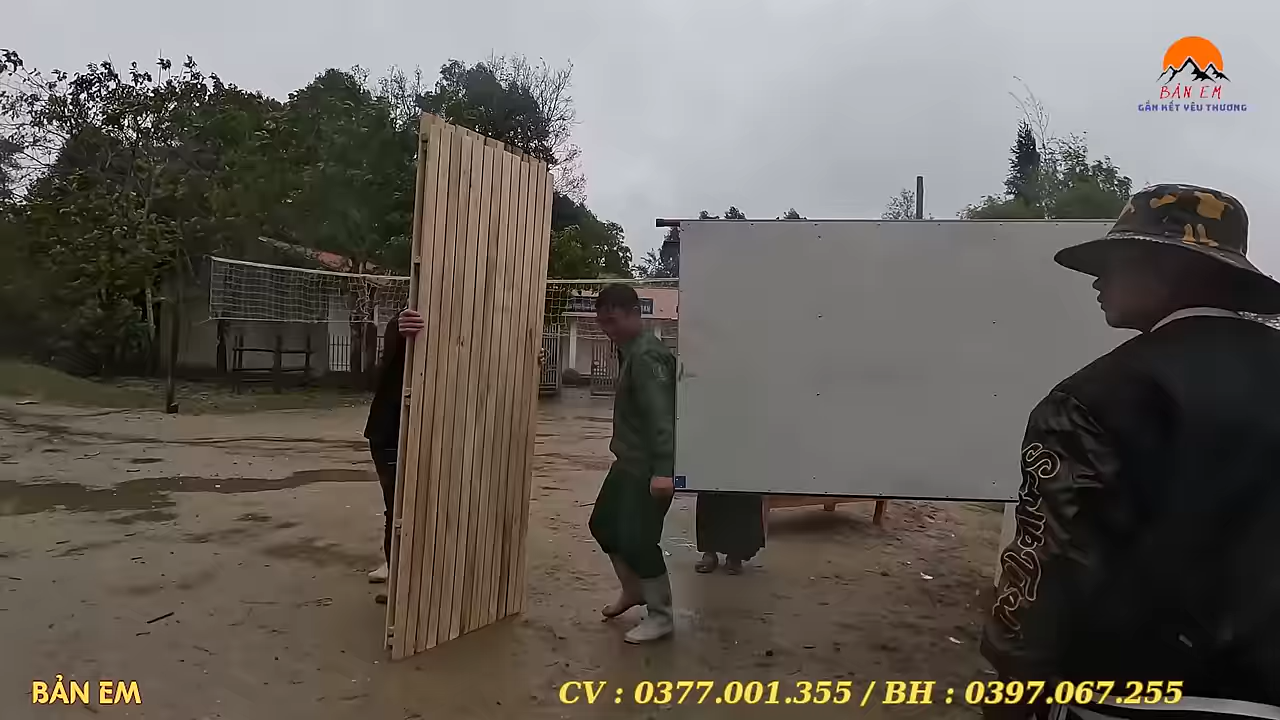 BẢN EM
GẮN KẾT YÊU THƯƠNG
BẢN EM
CV : 0377.001.355 / BH : 0397.067.255